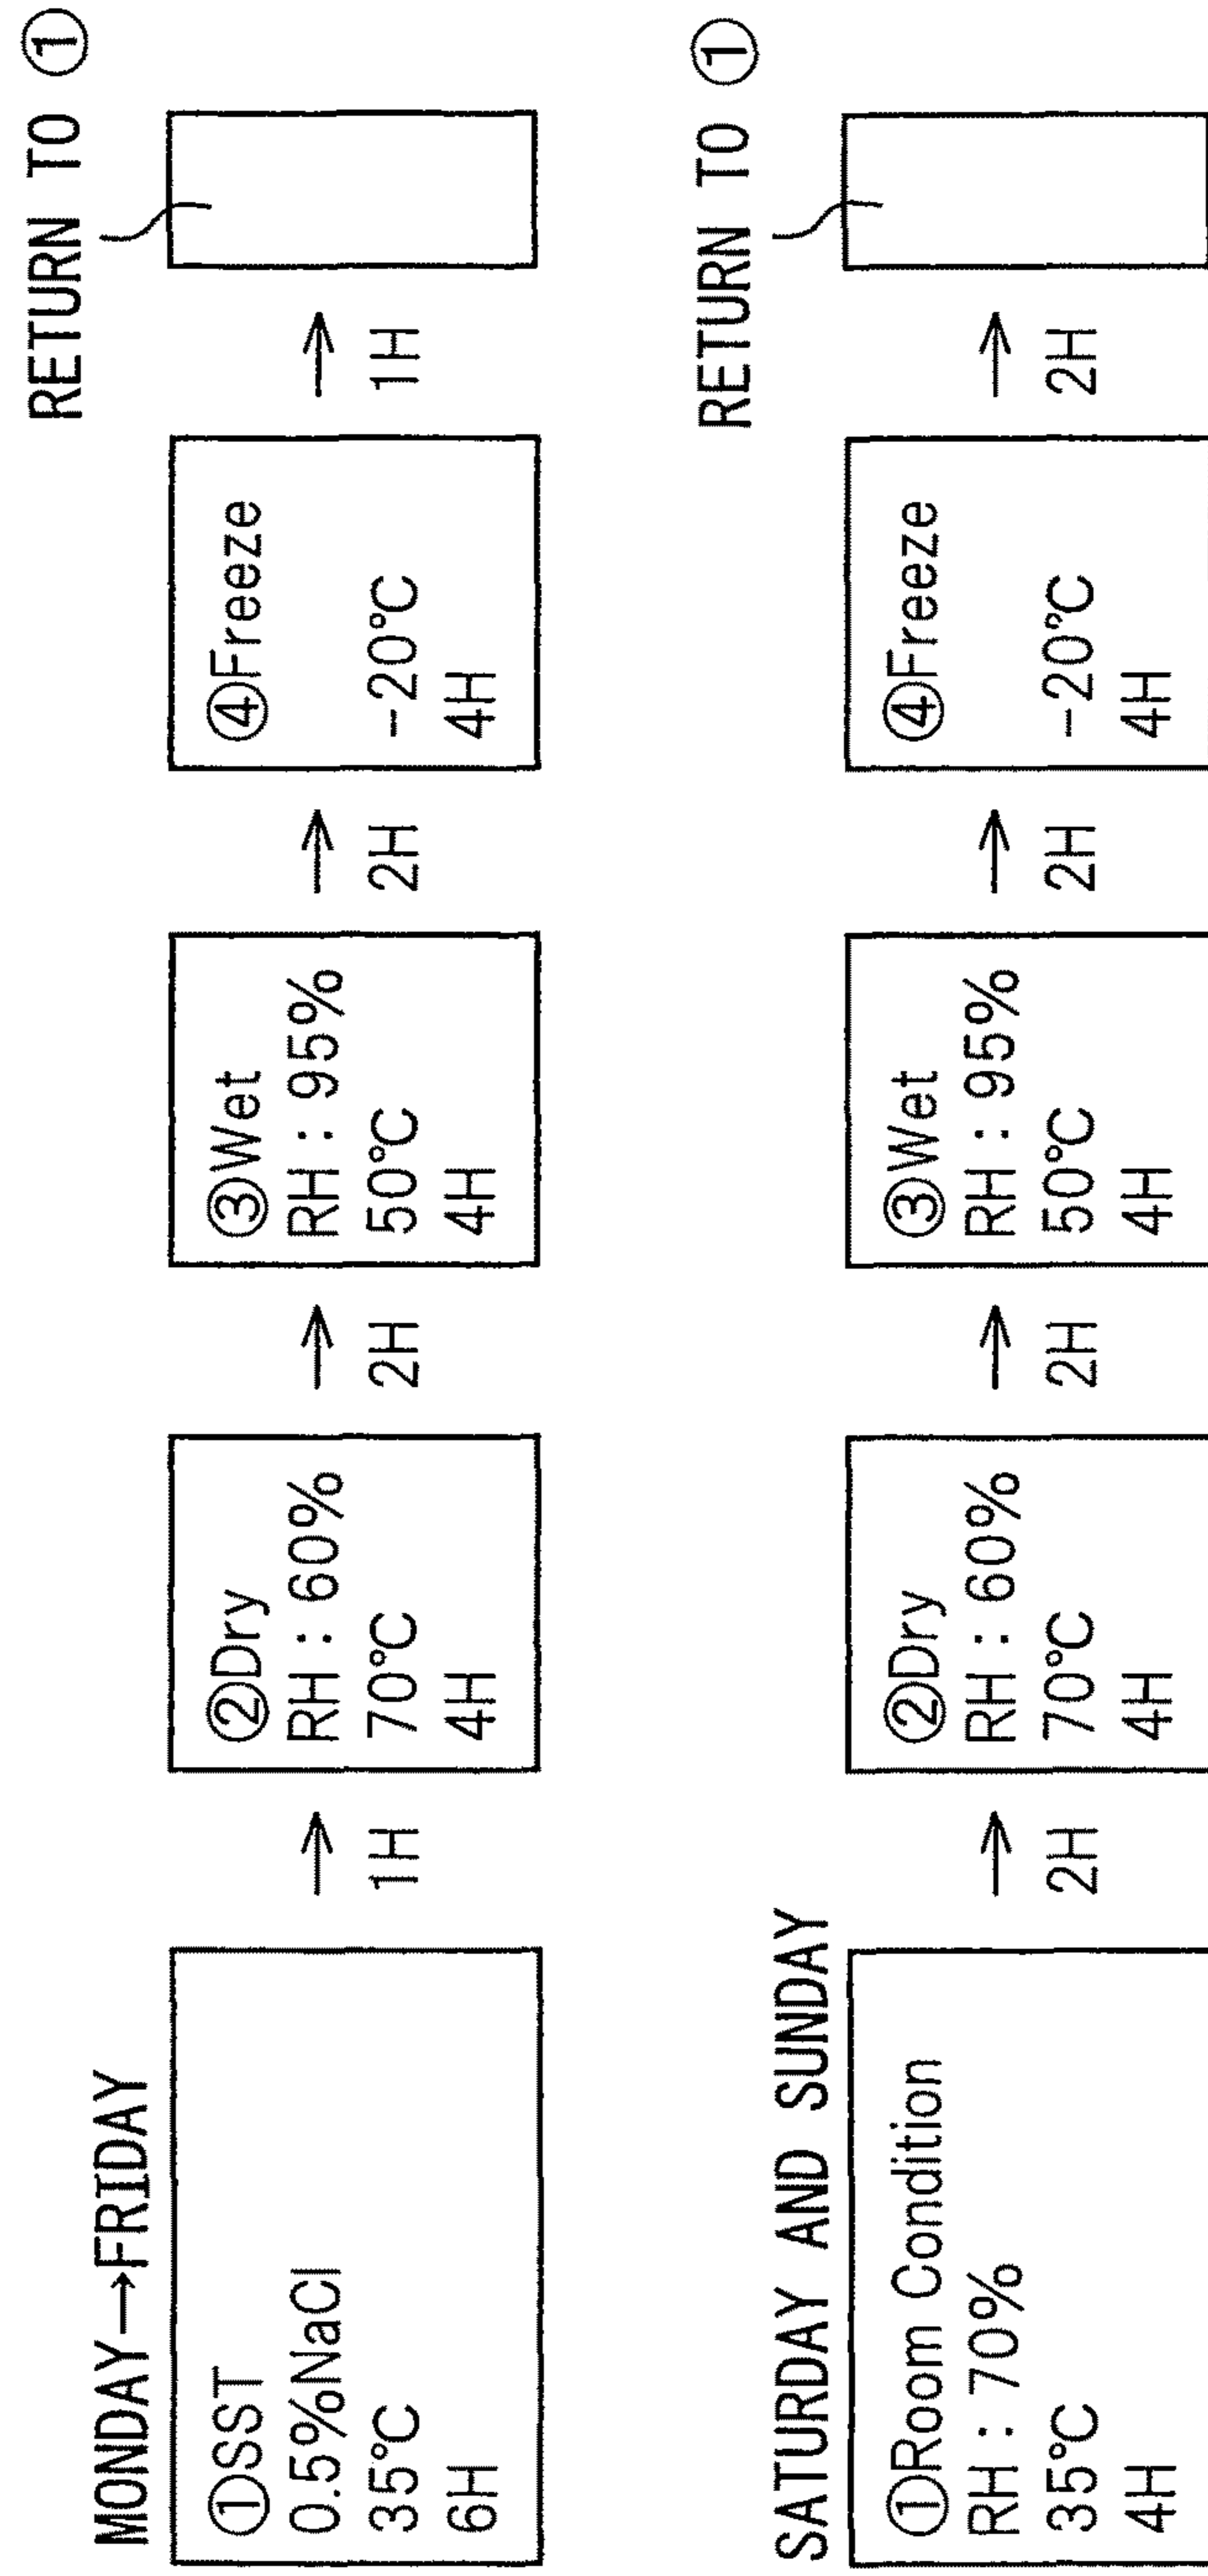 MONDAY→FRIDAY
①SST
0.5%NaCl
35℃
6H
1H
②Dry
RH : 60%
70℃
4H
2H
③Wet
RH : 95%
50℃
4H
2H
④Freeze
-20℃
4H
1H
RETURN TO ①
SATURDAY AND SUNDAY
①Room Condition
RH : 70%
35℃
4H
2H
②Dry
RH : 60%
70℃
4H
2H
③Wet
RH : 95%
50℃
4H
2H
④Freeze
-20℃
4H
2H
RETURN TO ①